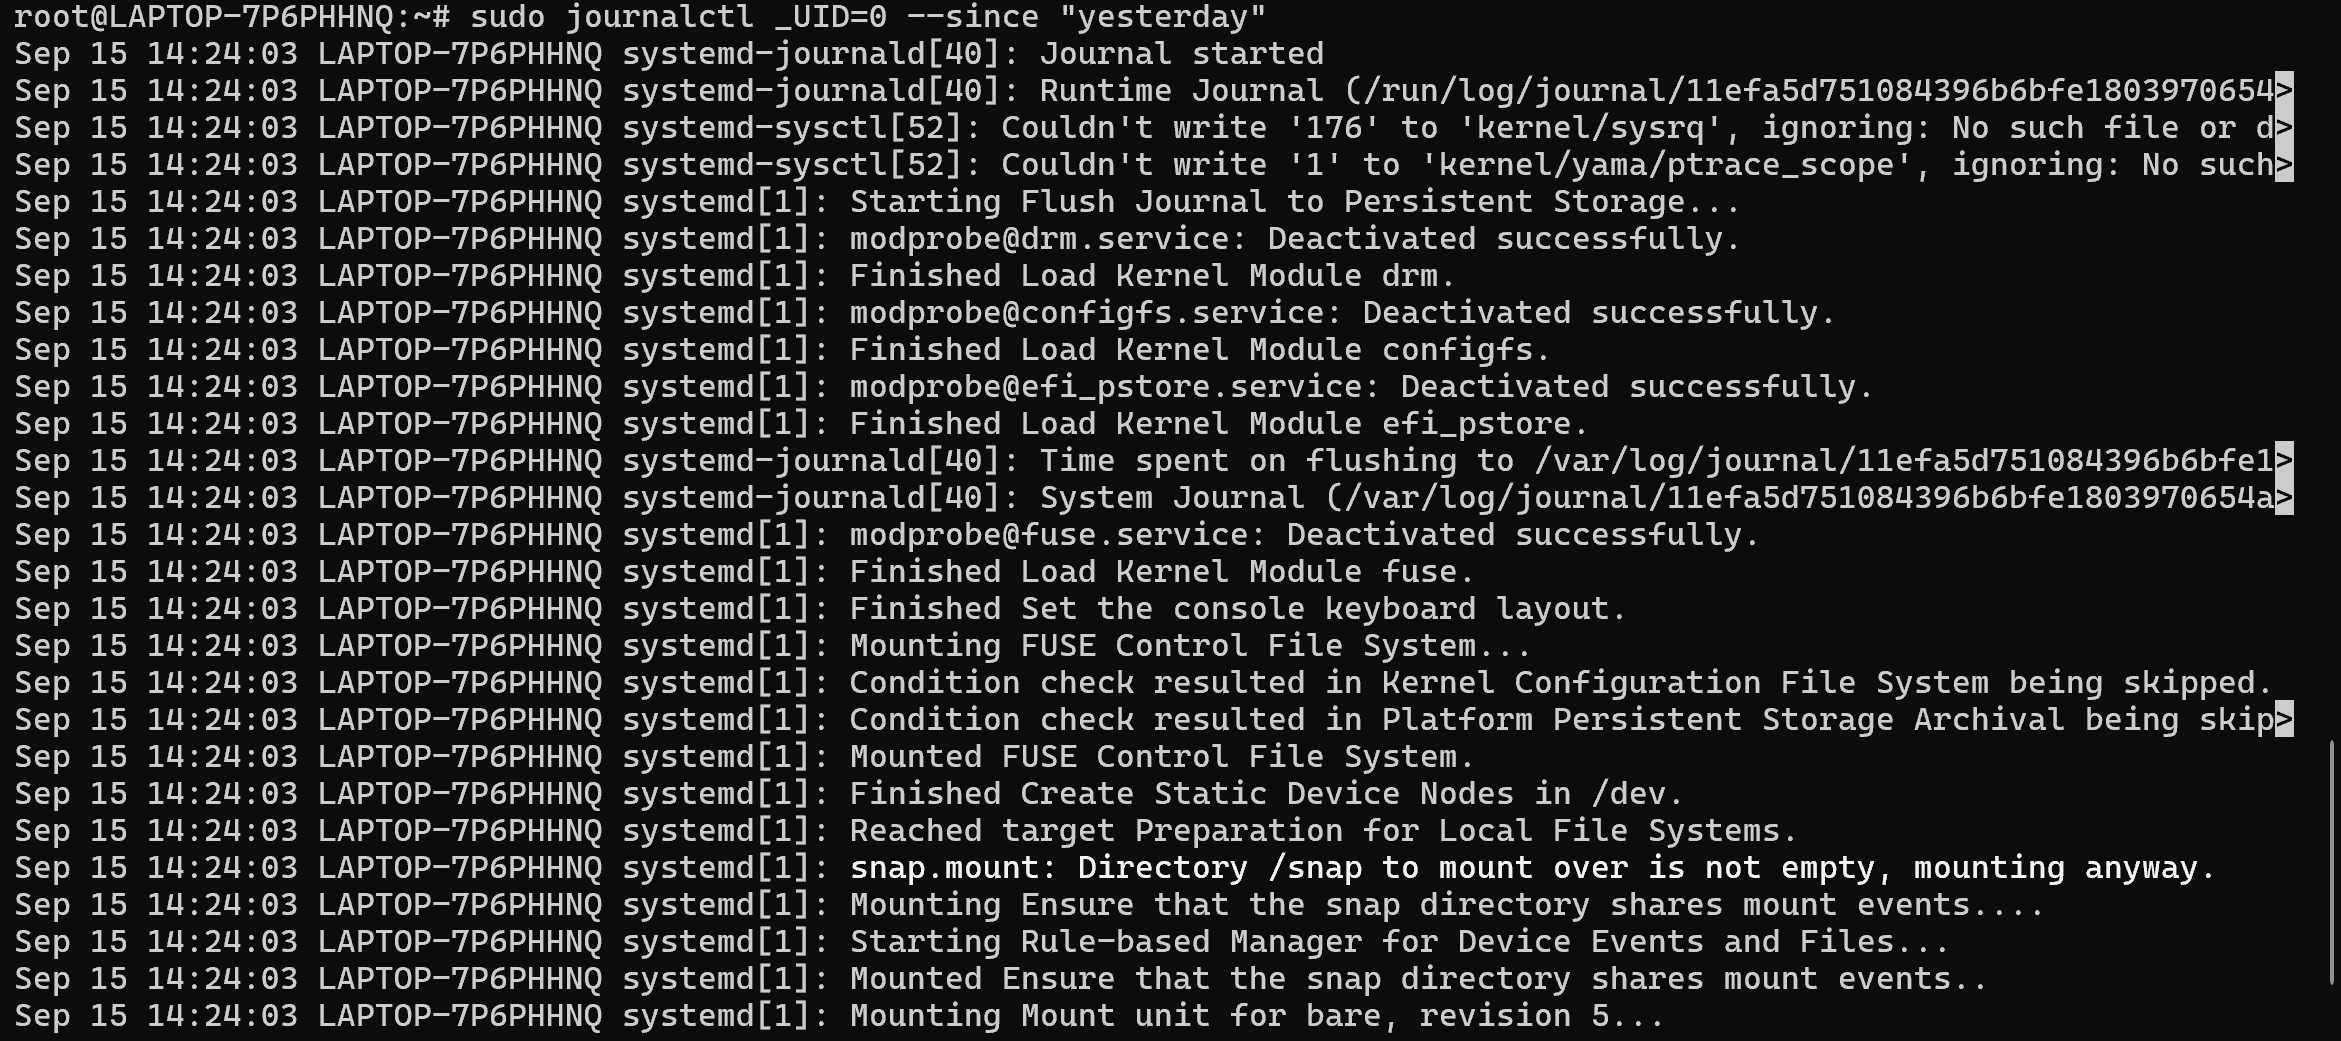 root@LAPTOP-7P6PHHNQ:~# sudo journalctl _UID=0 --since "yesterday"
Sep 15 14:24:03 LAPTOP-7P6PHHNQ systemd-journald[40]: Journal started
Sep 15 14:24:03 LAPTOP-7P6PHHNQ systemd-journald[40]: Runtime Journal (/run/log/journal/11efa5d751084396b6bfe1803970654>
Sep 15 14:24:03 LAPTOP-7P6PHHNQ systemd-sysctl[52]: Couldn't write '176' to 'kernel/sysrq', ignoring: No such file or d>
Sep 15 14:24:03 LAPTOP-7P6PHHNQ systemd-sysctl[52]: Couldn't write '1' to 'kernel/yama/ptrace_scope', ignoring: No such>
Sep 15 14:24:03 LAPTOP-7P6PHHNQ systemd[1]: Starting Flush Journal to Persistent Storage...
Sep 15 14:24:03 LAPTOP-7P6PHHNQ systemd[1]: modprobe@drm.service: Deactivated successfully.
Sep 15 14:24:03 LAPTOP-7P6PHHNQ systemd[1]: Finished Load Kernel Module drm.
Sep 15 14:24:03 LAPTOP-7P6PHHNQ systemd[1]: modprobe@configfs.service: Deactivated successfully.
Sep 15 14:24:03 LAPTOP-7P6PHHNQ systemd[1]: Finished Load Kernel Module configfs.
Sep 15 14:24:03 LAPTOP-7P6PHHNQ systemd[1]: modprobe@efi_pstore.service: Deactivated successfully.
Sep 15 14:24:03 LAPTOP-7P6PHHNQ systemd[1]: Finished Load Kernel Module efi_pstore.
Sep 15 14:24:03 LAPTOP-7P6PHHNQ systemd-journald[40]: Time spent on flushing to /var/log/journal/11efa5d751084396b6bfe1>
Sep 15 14:24:03 LAPTOP-7P6PHHNQ systemd-journald[40]: System Journal (/var/log/journal/11efa5d751084396b6bfe1803970654a>
Sep 15 14:24:03 LAPTOP-7P6PHHNQ systemd[1]: modprobe@fuse.service: Deactivated successfully.
Sep 15 14:24:03 LAPTOP-7P6PHHNQ systemd[1]: Finished Load Kernel Module fuse.
Sep 15 14:24:03 LAPTOP-7P6PHHNQ systemd[1]: Finished Set the console keyboard layout.
Sep 15 14:24:03 LAPTOP-7P6PHHNQ systemd[1]: Mounting FUSE Control File System...
Sep 15 14:24:03 LAPTOP-7P6PHHNQ systemd[1]: Condition check resulted in Kernel Configuration File System being skipped.
Sep 15 14:24:03 LAPTOP-7P6PHHNQ systemd[1]: Condition check resulted in Platform Persistent Storage Archival being skip>
Sep 15 14:24:03 LAPTOP-7P6PHHNQ systemd[1]: Mounted FUSE Control File System.
Sep 15 14:24:03 LAPTOP-7P6PHHNQ systemd[1]: Finished Create Static Device Nodes in /dev.
Sep 15 14:24:03 LAPTOP-7P6PHHNQ systemd[1]: Reached target Preparation for Local File Systems.
Sep 15 14:24:03 LAPTOP-7P6PHHNQ systemd[1]: snap.mount: Directory /snap to mount over is not empty, mounting anyway.
Sep 15 14:24:03 LAPTOP-7P6PHHNQ systemd[1]: Mounting Ensure that the snap directory shares mount events....
Sep 15 14:24:03 LAPTOP-7P6PHHNQ systemd[1]: Starting Rule-based Manager for Device Events and Files...
Sep 15 14:24:03 LAPTOP-7P6PHHNQ systemd[1]: Mounted Ensure that the snap directory shares mount events..
Sep 15 14:24:03 LAPTOP-7P6PHHNQ systemd[1]: Mounting Mount unit for bare, revision 5...